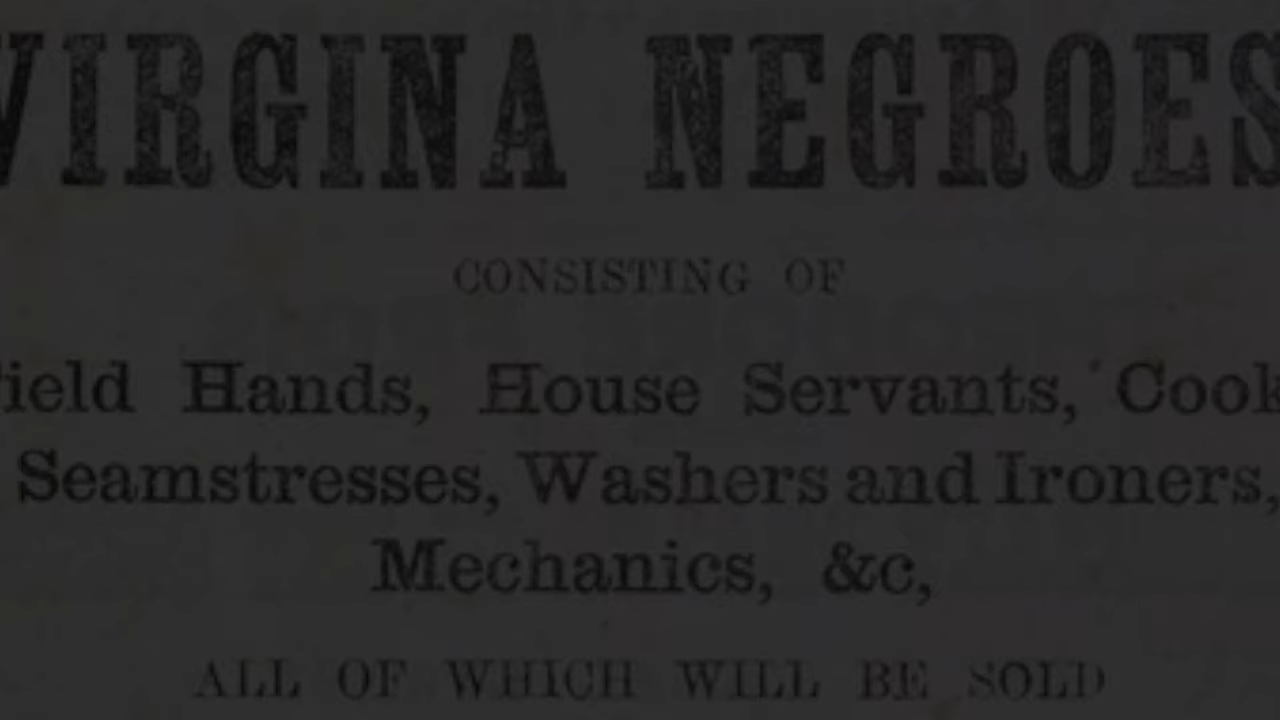 VIRGINA NEGROES
CONSISTING OF
ield Hands, House Servants, Cook
Seamstresses, Washers and Ironers,
Mechanics, &c,
ALL OF WHICH WILL BE SOLD